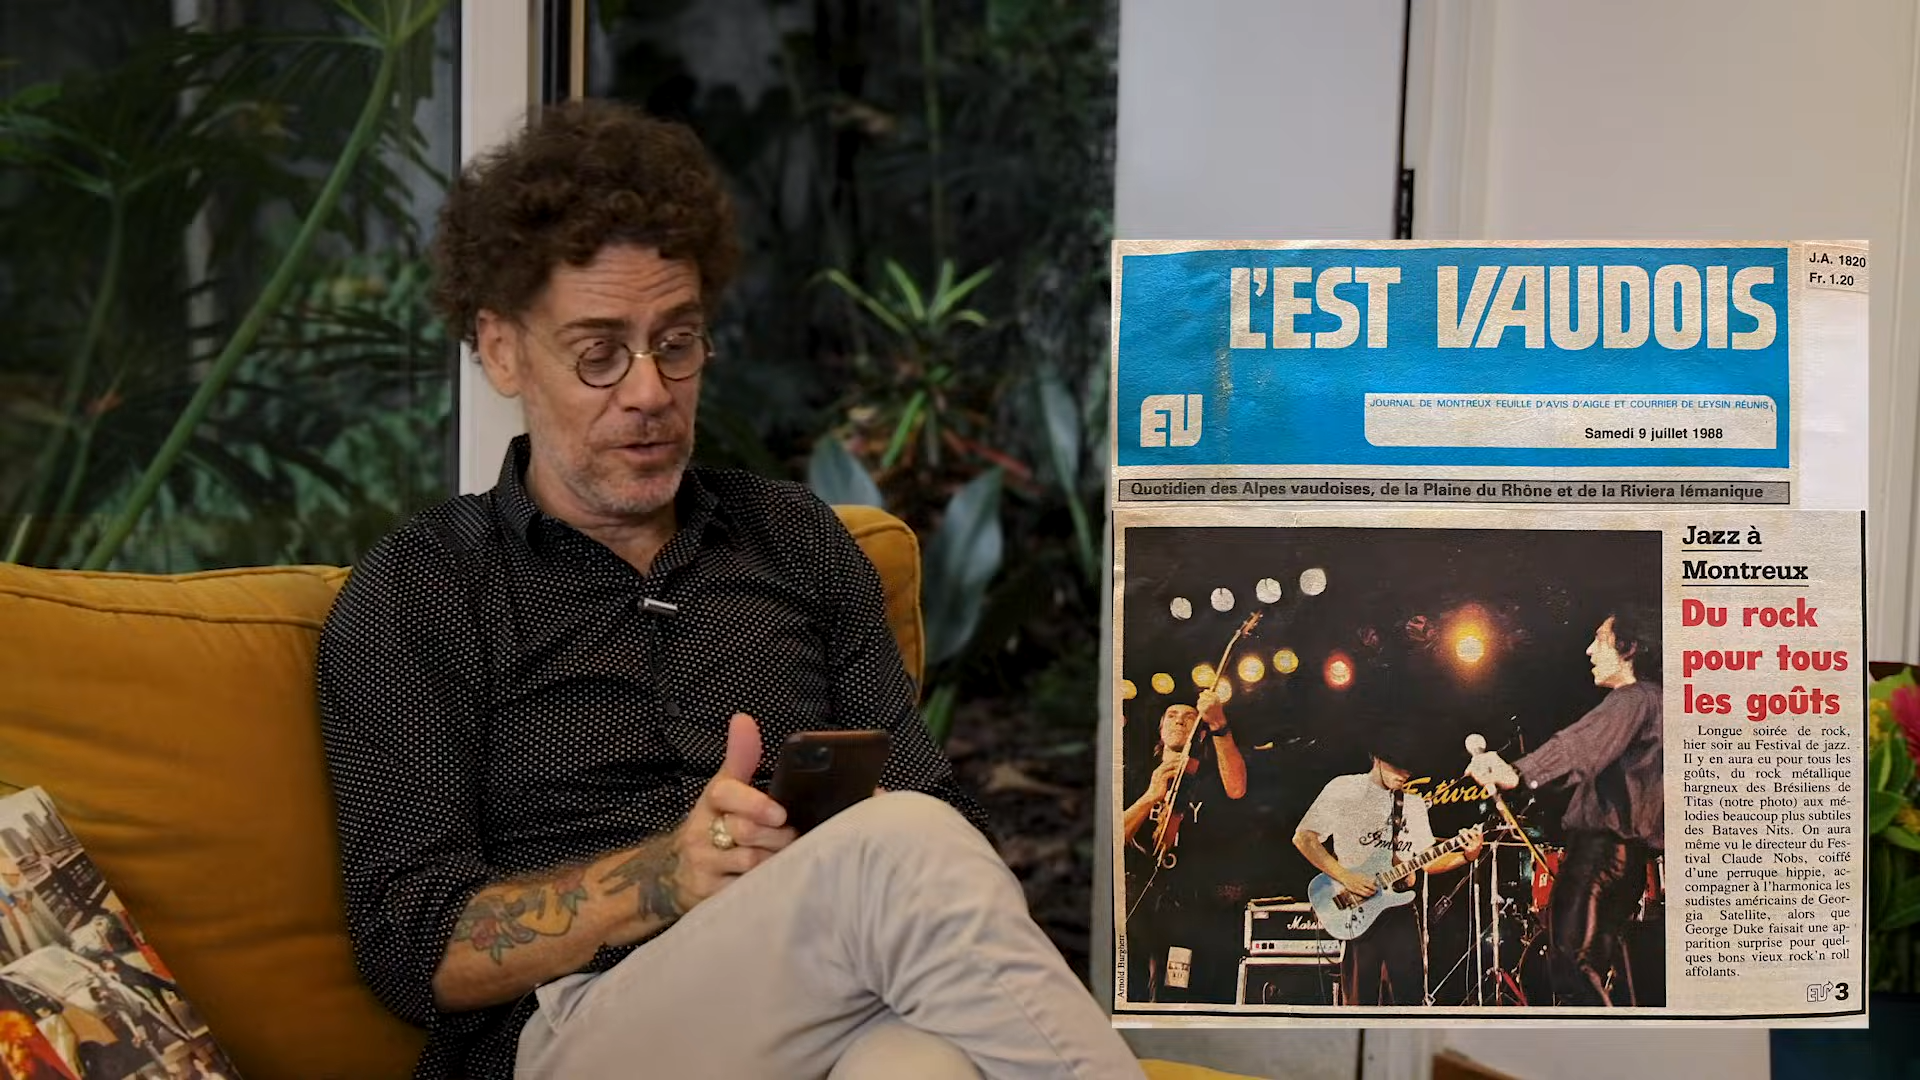 L'EST VAUDOIS
J.A. 1820
Fr. 1.20
EV
JOURNAL DE MONTREUX FEUILLE D'AVIS D'AIGLE ET COURRIER DE LEYSIN RÉUNIS
Samedi 9 juillet 1988
Quotidien des Alpes vaudoises, de la Plaine du Rhône et de la Riviera lémanique
Jazz à
Montreux
Du rock
pour tous
les goûts
Longue soirée de rock,
hier soir au Festival de jazz.
Il y en aura eu pour tous les
goûts, du rock métallique
hargneux des Brésiliens de
Titas (notre photo) aux mé-
lodies beaucoup plus subtiles
des Bataves Nits. On aura
même vu le directeur du Fes-
tival Claude Nobs, coiffé
d'une perruque hippie, ac-
compagner à l'harmonica les
sudistes américains de Geor-
gia Satellite, alors que
George Duke faisait une ap-
parition surprise pour quel-
ques bons vieux rock'n roll
affolants.
EV 3
Festival
Arnold Burgherr